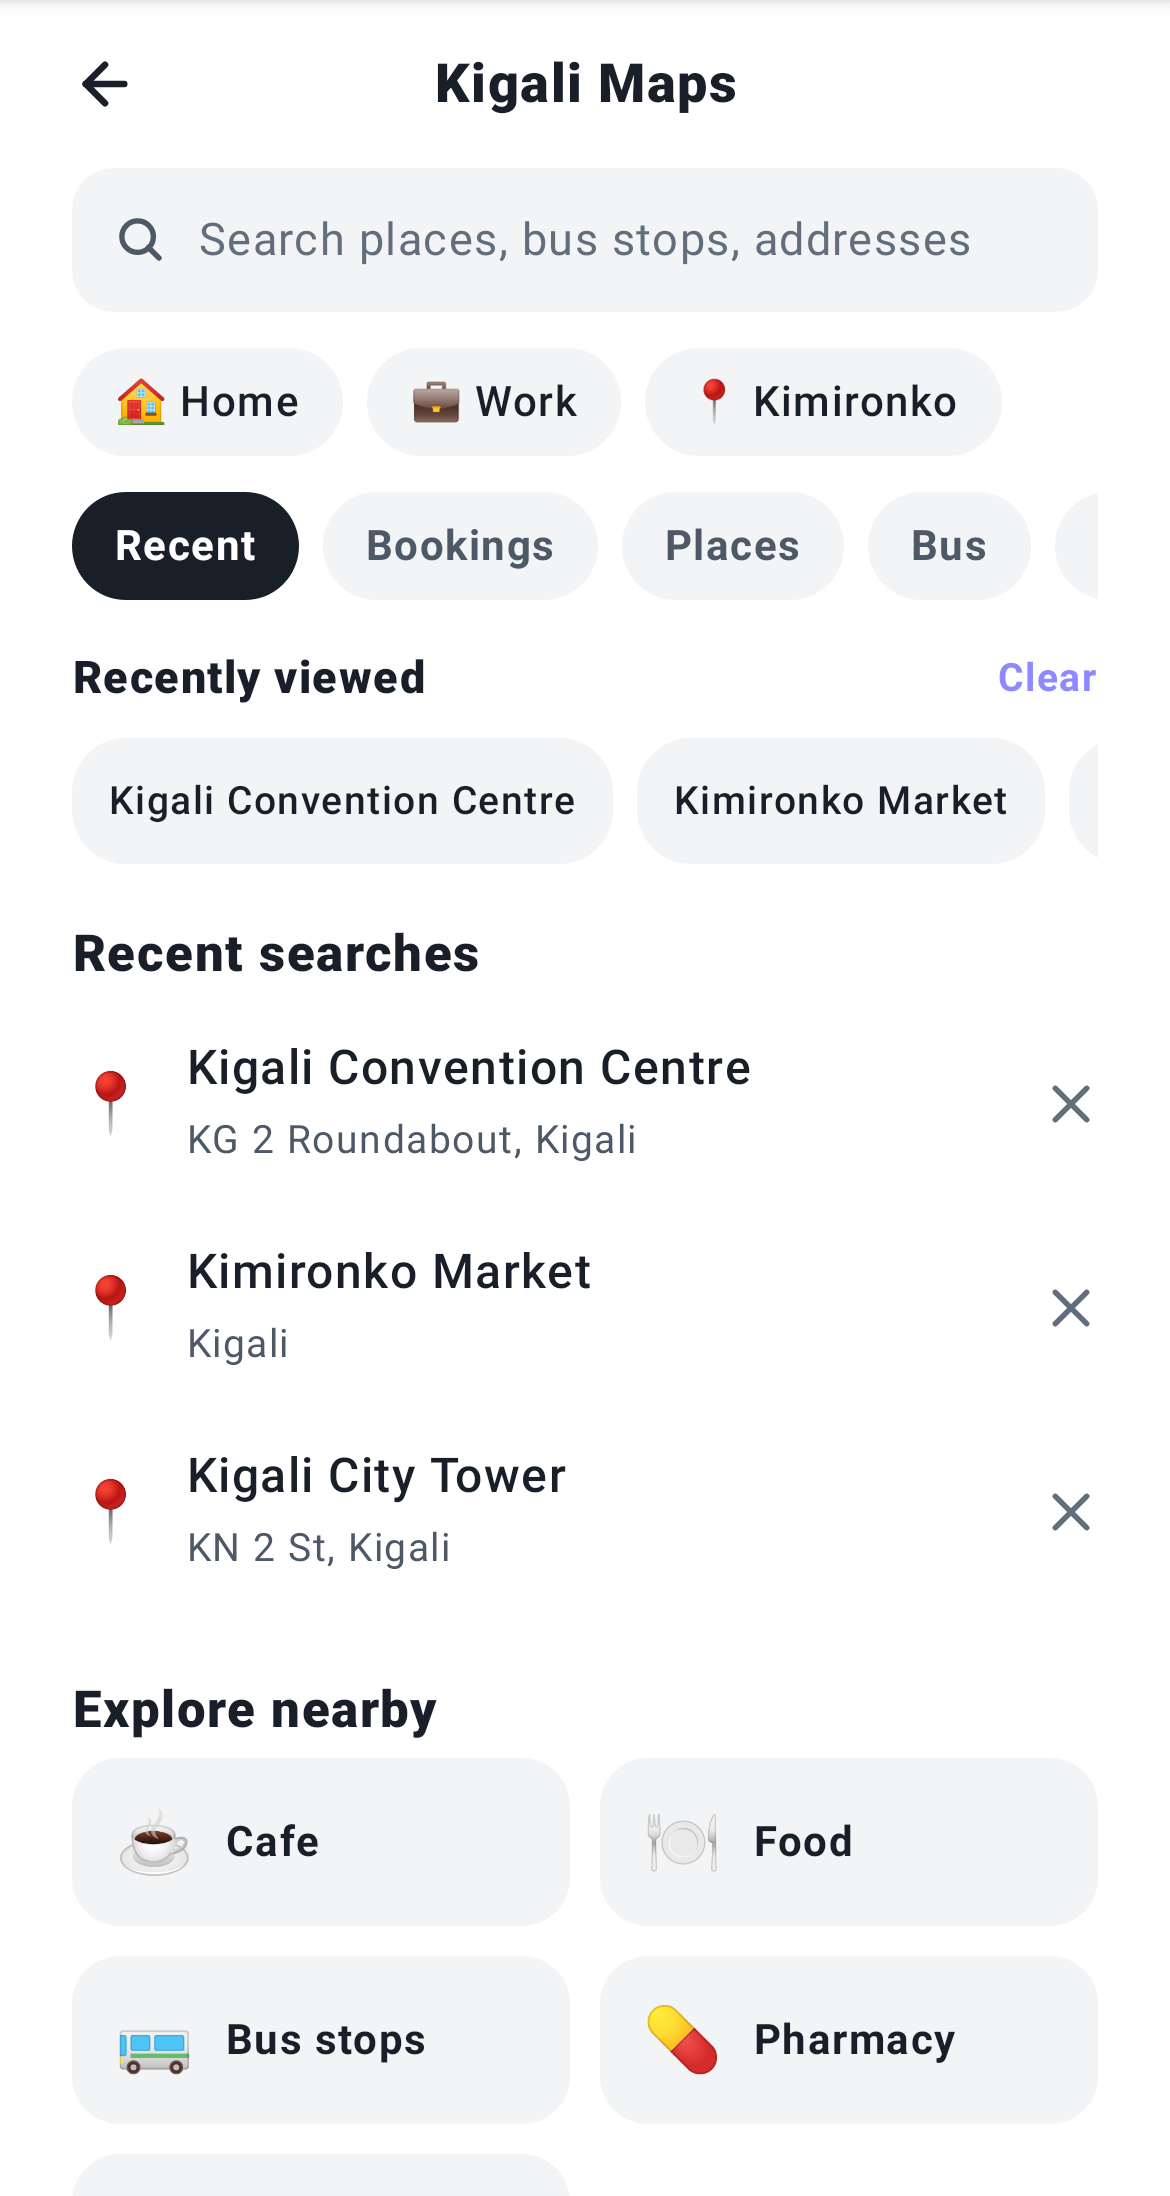 Kigali Maps
Search places, bus stops, addresses
Home Work Kimironko
Recent Bookings Places Bus
Recently viewed Clear
Kigali Convention Centre Kimironko Market
Recent searches
Kigali Convention Centre
KG 2 Roundabout, Kigali
Kimironko Market
Kigali
Kigali City Tower
KN 2 St, Kigali
Explore nearby
Cafe Food
Bus stops Pharmacy